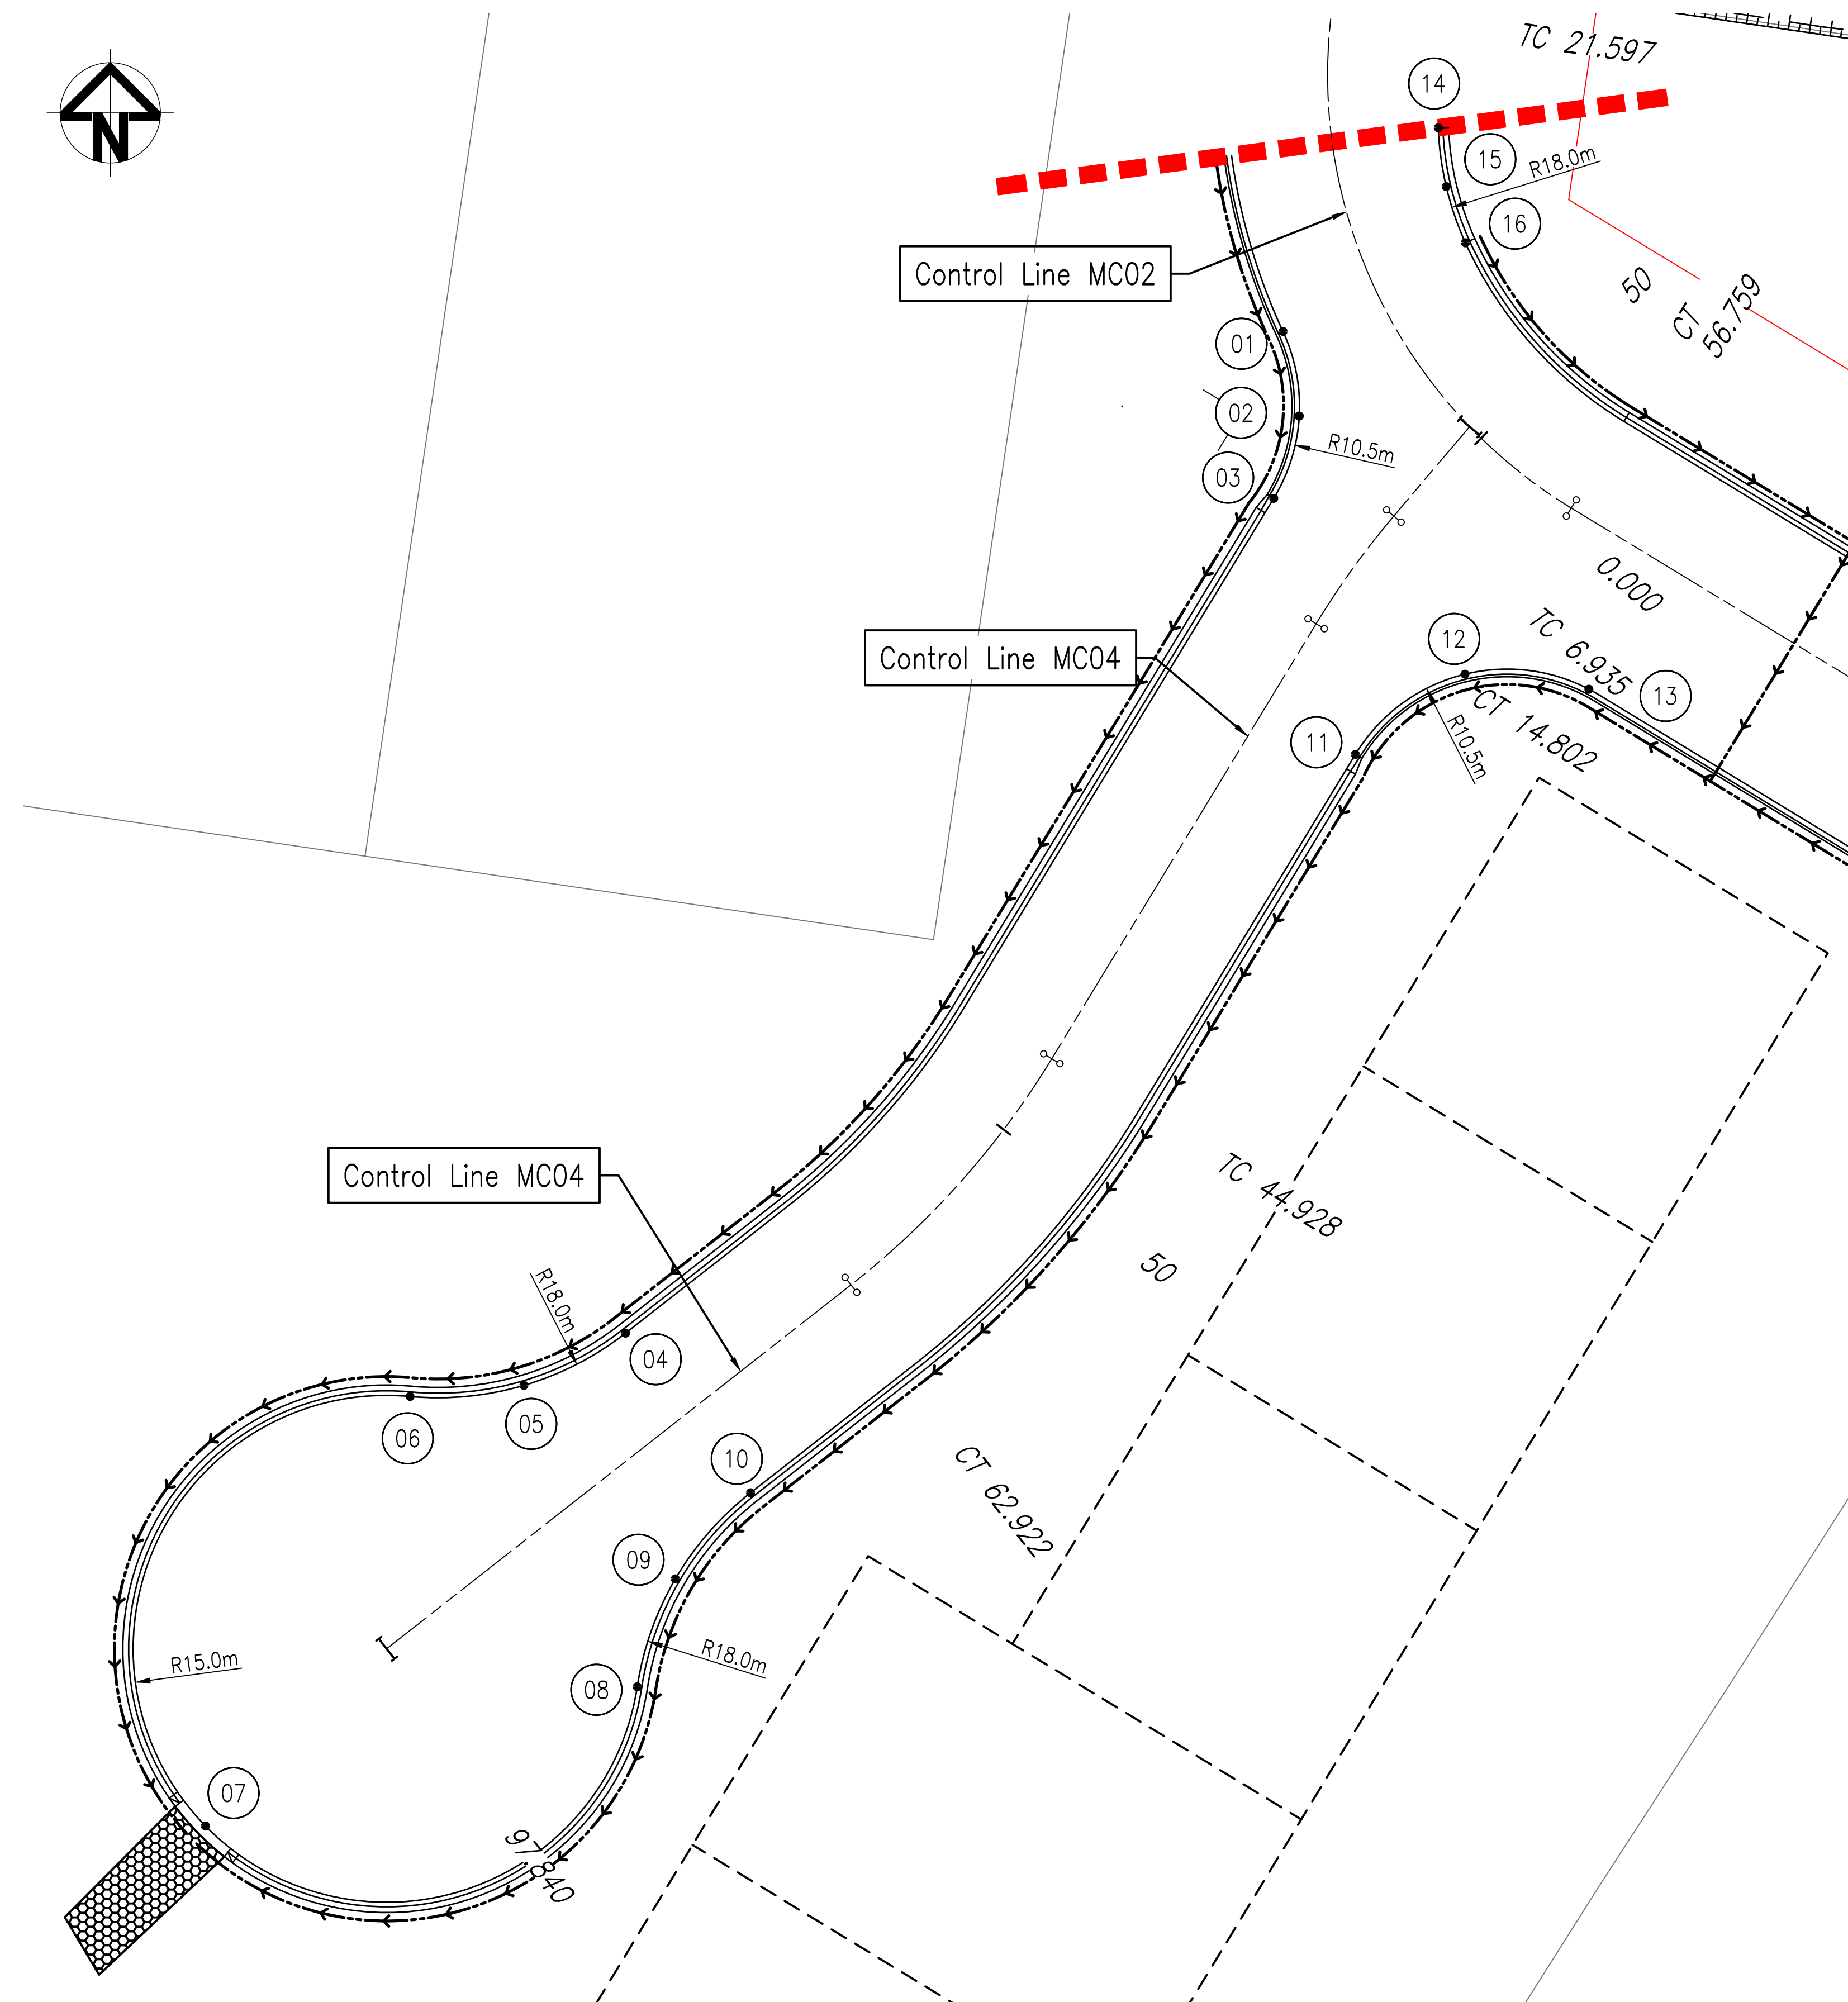 N
TC 21.597
14
15
R18.0m
16
Control Line MC02
50
CT 56.759
01
02
R10.5m
03
0.000
12
TC 6.935
Control Line MC04
13
CT 14.802
11
R10.5m
Control Line MC04
TC 44.928
50
R18.0m
04
05
06
10
CT 62.922
09
R18.0m
R15.0m
08
07
97.840